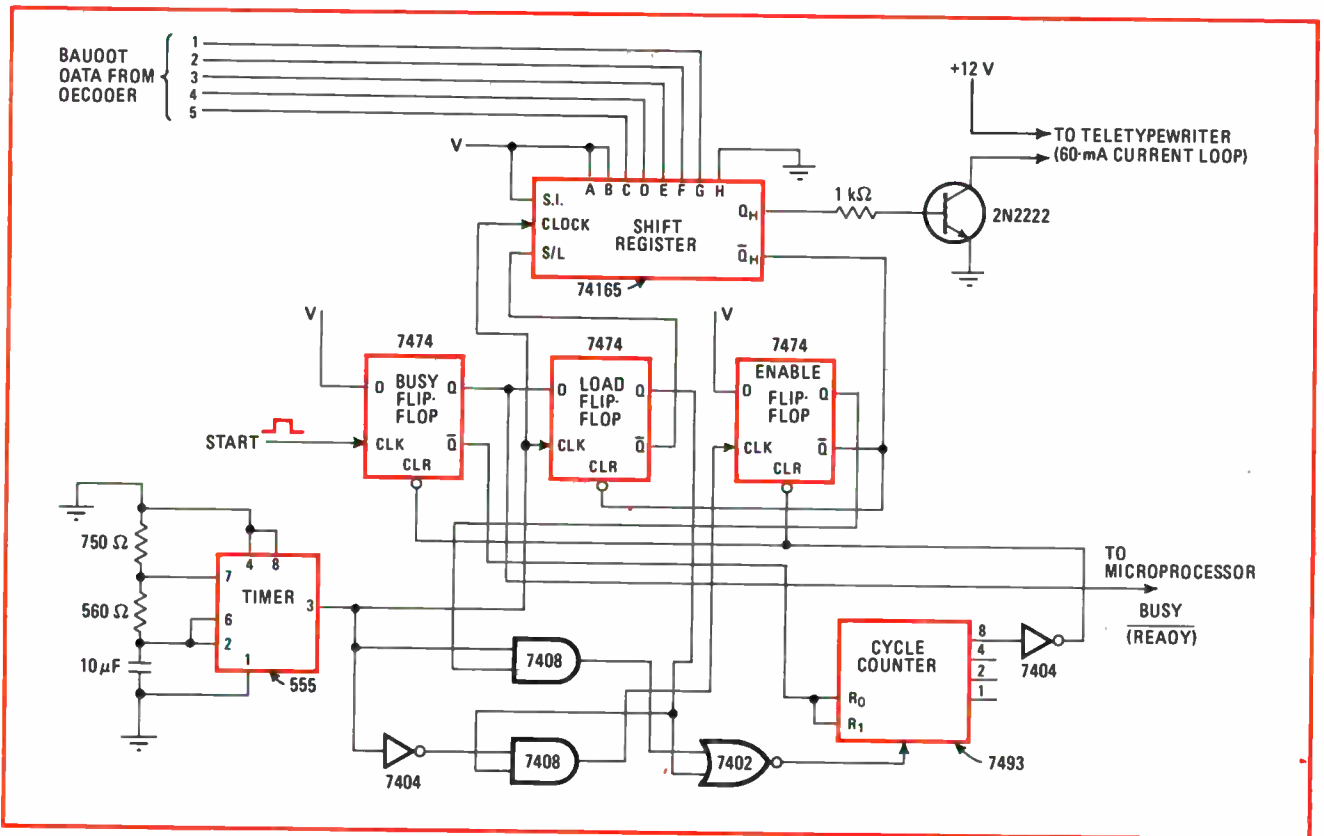 BAUOOT
OATA FROM
OECOOER
1
2
3
4
5
+12 V
TO TELETYPEWRITER
(60-mA CURRENT LOOP)
V
A B C D E F G H
S.I.
CLOCK
S/L
SHIFT
REGISTER
QH
Q̅H
1 kΩ
2N2222
74165
V
7474
7474
V
7474
O
BUSY
FLIP-
FLOP
Q
Q̅
CLK
CLR
O
LOAD
FLIP-
FLOP
Q
Q̅
CLK
CLR
ENABLE
O
FLIP-
FLOP
Q
Q̅
CLK
CLR
START
750 Ω
560 Ω
10 µF
4 8
7
TIMER
3
6
2
1
555
7408
7404
7408
7402
CYCLE
COUNTER
8
4
2
1
R0
R1
7493
7404
TO
MICROPROCESSOR
BUSY
(REAOY)